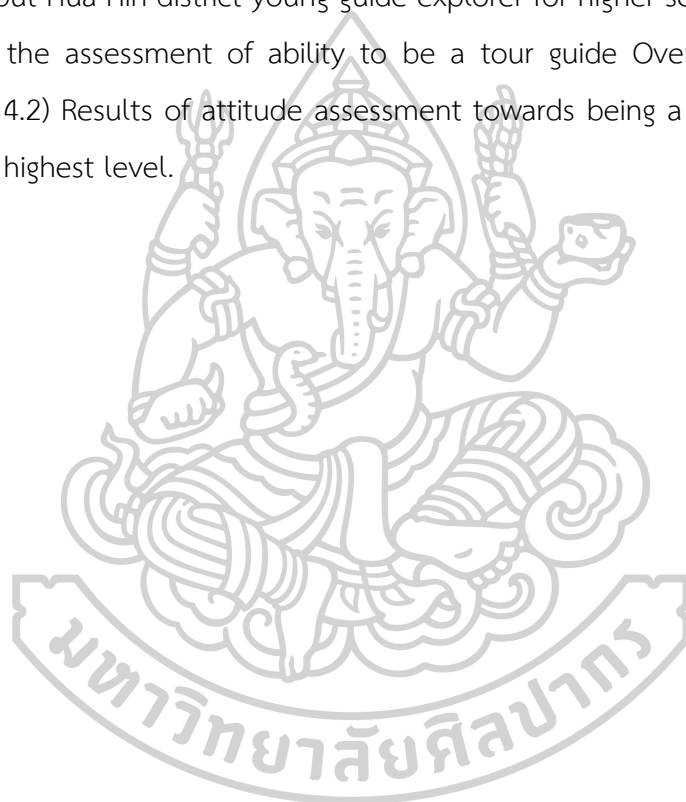 out Hua Hin district young guide explorer for higher se
the assessment of ability to be a tour guide Over
4.2) Results of attitude assessment towards being a
highest level.
มหาวิทยาลัยศิลปากร